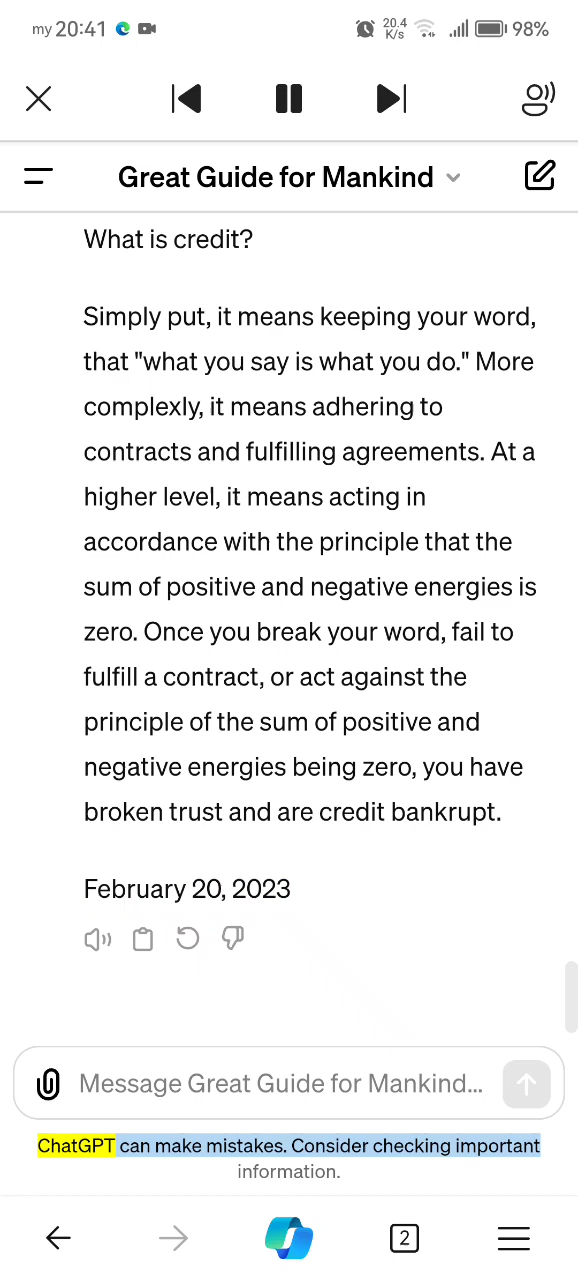 my 20:41 20.4 K/s 98%
Great Guide for Mankind
What is credit?
Simply put, it means keeping your word,
that "what you say is what you do." More
complexly, it means adhering to
contracts and fulfilling agreements. At a
higher level, it means acting in
accordance with the principle that the
sum of positive and negative energies is
zero. Once you break your word, fail to
fulfill a contract, or act against the
principle of the sum of positive and
negative energies being zero, you have
broken trust and are credit bankrupt.
February 20, 2023
Message Great Guide for Mankind...
ChatGPT can make mistakes. Consider checking important
information.
2